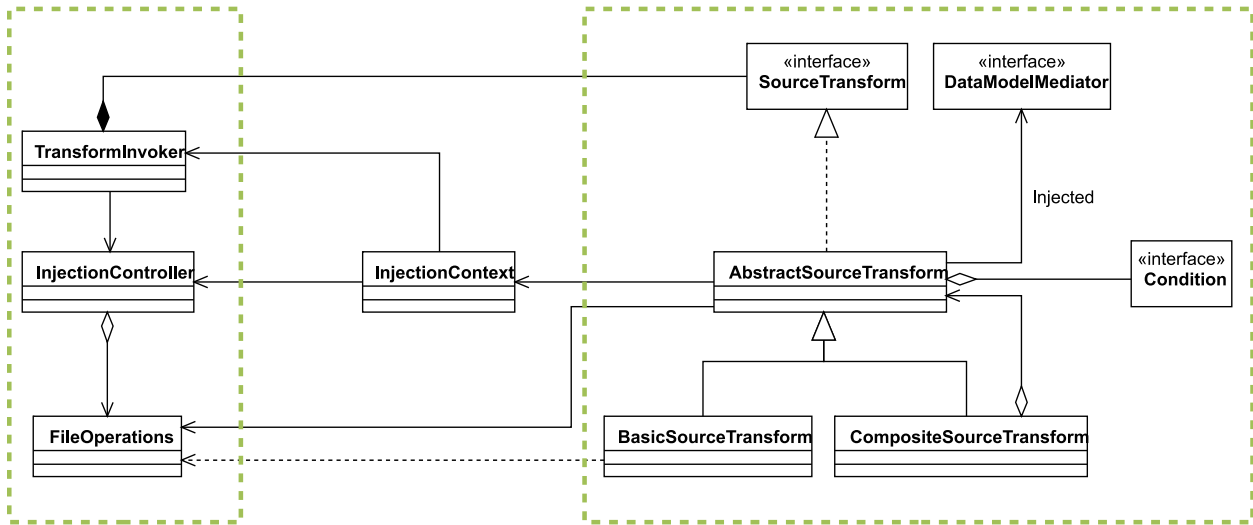 «interface»
SourceTransform
«interface»
DataModelMediator
TransformInvoker
Injected
InjectionController
InjectionContext
AbstractSourceTransform
«interface»
Condition
FileOperations
BasicSourceTransform
CompositeSourceTransform